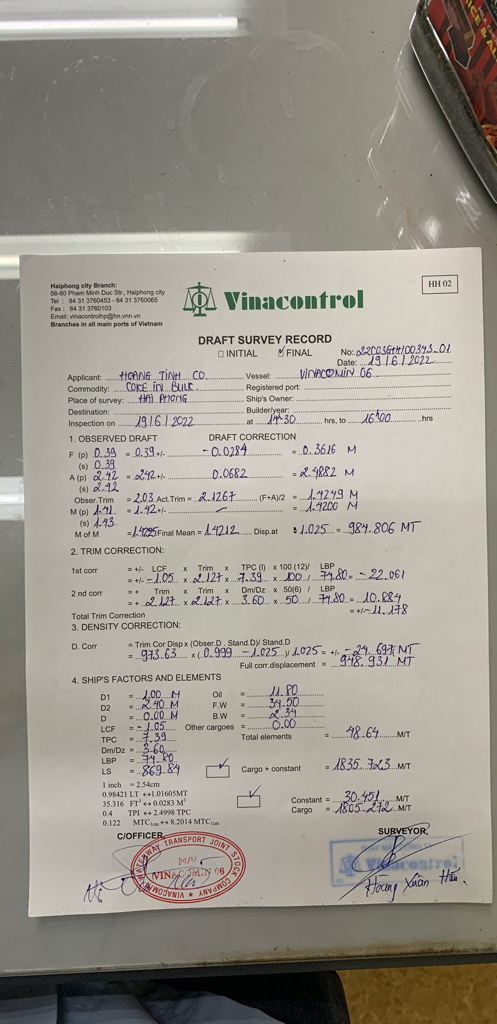 Haiphong city Branch:
56-80 Pham Minh Duc Str., Haiphong city
Tel : 84 31 3760453 - 84 31 3760065
Fax : 84 31 3760103
Email: vinacontrolhp@hn.vnn.vn
Branches in all main ports of Vietnam
Vinacontrol
HH 02
DRAFT SURVEY RECORD
INITIAL FINAL
No: 22C03GHH00343-01
Date: 19/6/2022
Applicant: HOANG TINH CO. Vessel: VINACOMIN 06
Commodity: COKE IN BULK Registered port:
Place of survey: HAI PHONG Ship's Owner:
Destination: Builder/year:
Inspection on 19/6/2022 at 14h30 hrs, to 16h00 hrs
1. OBSERVED DRAFT DRAFT CORRECTION
F (p) 0.39 = 0.39 +/- -0.0284 = 0.3616 M
(s) 0.39
A (p) 2.42 = 2.42 +/- 0.0682 = 2.4882 M
(s) 2.42
Obser.Trim = 2.03 Act.Trim = 2.1267 (F+A)/2 = 1.4249 M
M (p) 1.41 = 1.42 +/- = 1.4200 M
(s) 1.43
M of M = 1.4225 Final Mean = 1.4212 Disp.at 1.025 = 984.806 MT
2. TRIM CORRECTION:
1st corr = +/- LCF x Trim x TPC (I) x 100 (12)/ LBP
= +/- -1.05 x 2.127 x 7.39 x 100 / 74.80 = -22.061
2 nd corr = + Trim x Trim x Dm/Dz x 50(6) / LBP
= + 2.127 x 2.127 x 3.60 x 50 / 74.80 = 10.884
Total Trim Correction = +/- -11.178
3. DENSITY CORRECTION:
D. Corr = Trim Cor Disp x (Obser.D - Stand.D)/ Stand.D
= 973.63 x (0.999 - 1.025) / 1.025 = +/- -24.697 MT
Full corr.displacement = 948.931 MT
4. SHIP'S FACTORS AND ELEMENTS
D1 = 1.00 M Oil = 11.80
D2 = 2.40 M F.W = 34.50
D = 0.00 M B.W = 2.34
LCF = -1.05 Other cargoes = 0.00
TPC = 7.39 Total elements = 48.64 M/T
Dm/Dz = 3.60
LBP = 74.80
LS = 869.84 Cargo + constant = 1835.723 M/T
1 inch = 2.54cm
0.98421 LT ↔1.01605MT
35.316 FT³ ↔ 0.0283 M³ Constant = 30.451 M/T
0.4 TPI ↔ 2.4998 TPC Cargo = 1805.272 M/T
0.122 MTC1cm ↔ 8.2014 MTC1cm
C/OFFICER, SURVEYOR,
VINACOMIN WATERWAY TRANSPORT JOINT STOCK COMPANY
M/V
VINACOMIN 06
Vinacontrol
Hoàng Xuân